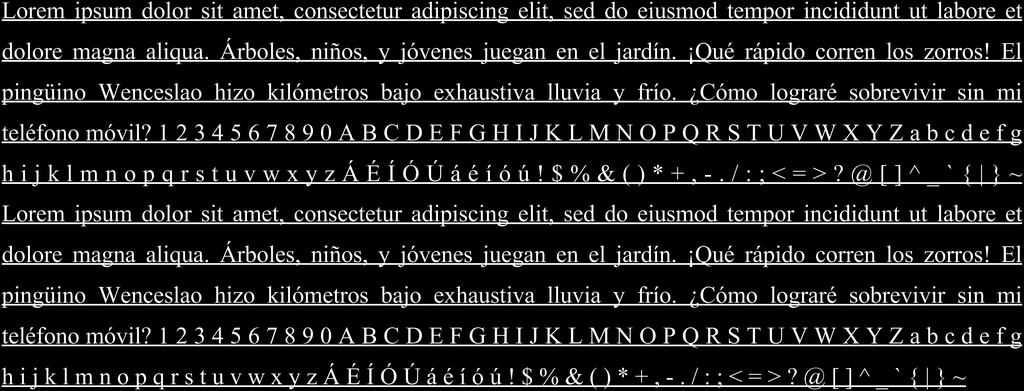 Lorem ipsum dolor sit amet, consectetur adipiscing elit, sed do eiusmod tempor incididunt ut labore et
dolore magna aliqua. Árboles, niños, y jóvenes juegan en el jardín. ¡Qué rápido corren los zorros! El
pingüino Wenceslao hizo kilómetros bajo exhaustiva lluvia y frío. ¿Cómo lograré sobrevivir sin mi
teléfono móvil? 1 2 3 4 5 6 7 8 9 0 A B C D E F G H I J K L M N O P Q R S T U V W X Y Z a b c d e f g
h i j k l m n o p q r s t u v w x y z Á É Í Ó Ú á é í ó ú ! $ % & ( ) * + , - . / : ; < = > ? @ [ ] ^ _ ` { | } ~
Lorem ipsum dolor sit amet, consectetur adipiscing elit, sed do eiusmod tempor incididunt ut labore et
dolore magna aliqua. Árboles, niños, y jóvenes juegan en el jardín. ¡Qué rápido corren los zorros! El
pingüino Wenceslao hizo kilómetros bajo exhaustiva lluvia y frío. ¿Cómo lograré sobrevivir sin mi
teléfono móvil? 1 2 3 4 5 6 7 8 9 0 A B C D E F G H I J K L M N O P Q R S T U V W X Y Z a b c d e f g
h i j k l m n o p q r s t u v w x y z Á É Í Ó Ú á é í ó ú ! $ % & ( ) * + , - . / : ; < = > ? @ [ ] ^ _ ` { | } ~